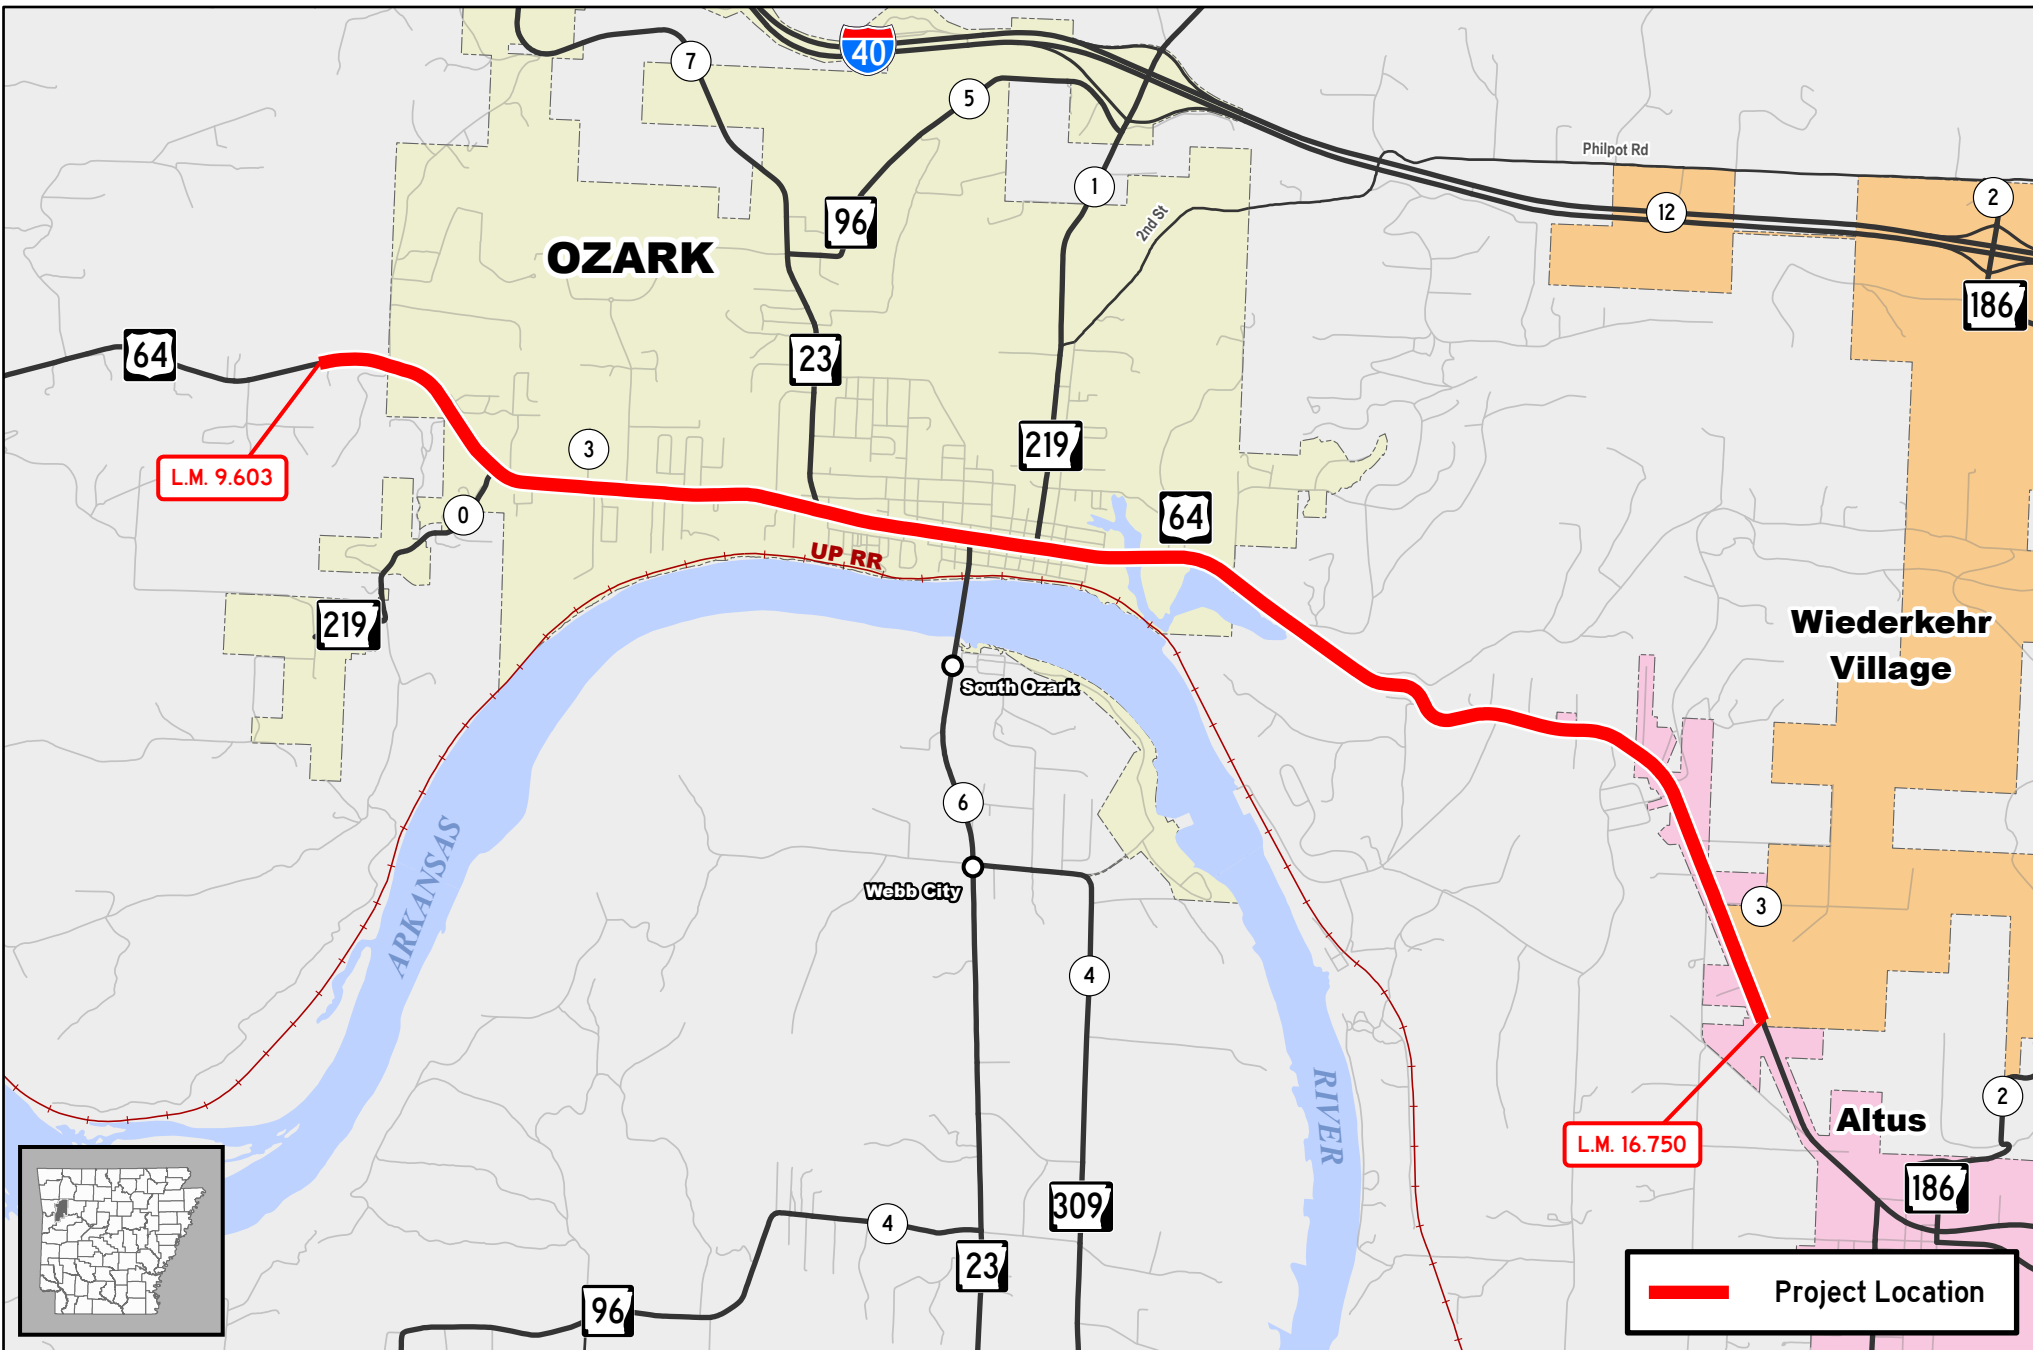 40
7
5
Philpot Rd
1
2nd St
96
12
2
OZARK
186
64
23
L.M. 9.603
3
219
0
64
UP RR
219
Wiederkehr
Village
South Ozark
6
Webb City
ARKANSAS
3
4
RIVER
2
Altus
L.M. 16.750
186
309
4
23
96
Project Location